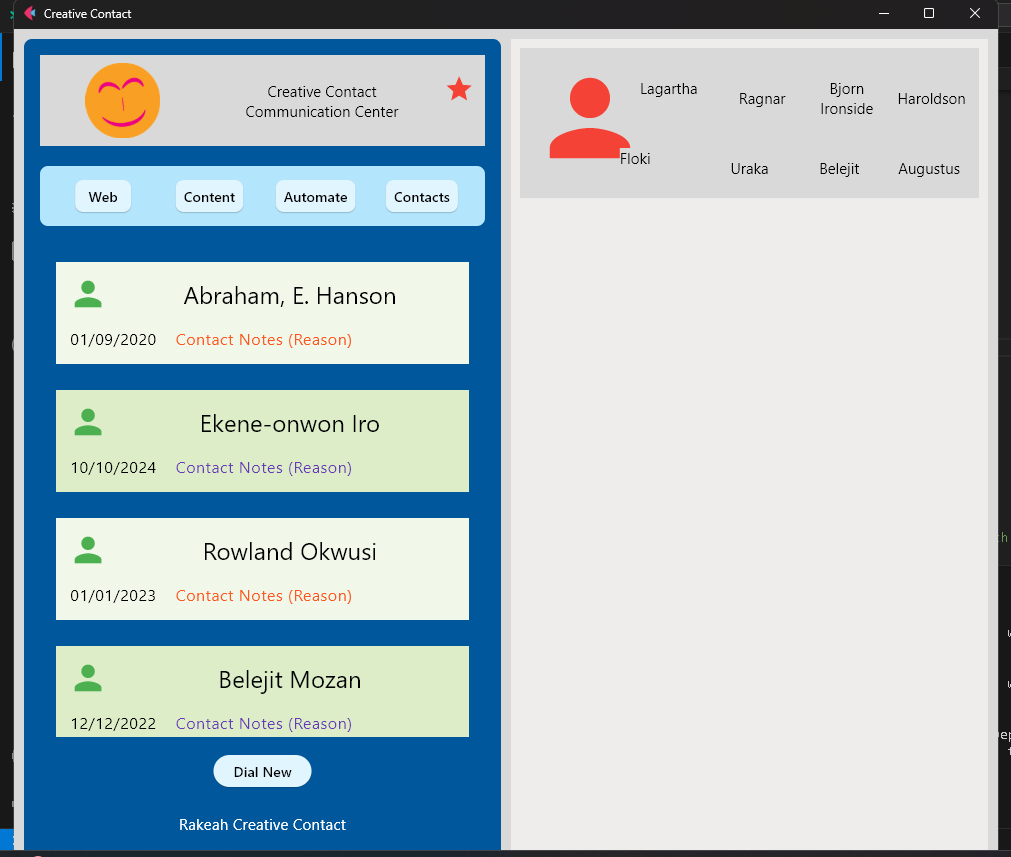 Creative Contact
Creative Contact
Communication Center
Web Content Automate Contacts
Abraham, E. Hanson
01/09/2020 Contact Notes (Reason)
Ekene-onwon Iro
10/10/2024 Contact Notes (Reason)
Rowland Okwusi
01/01/2023 Contact Notes (Reason)
Belejit Mozan
12/12/2022 Contact Notes (Reason)
Dial New
Rakeah Creative Contact
Lagartha Ragnar Bjorn Ironside Haroldson
Floki Uraka Belejit Augustus